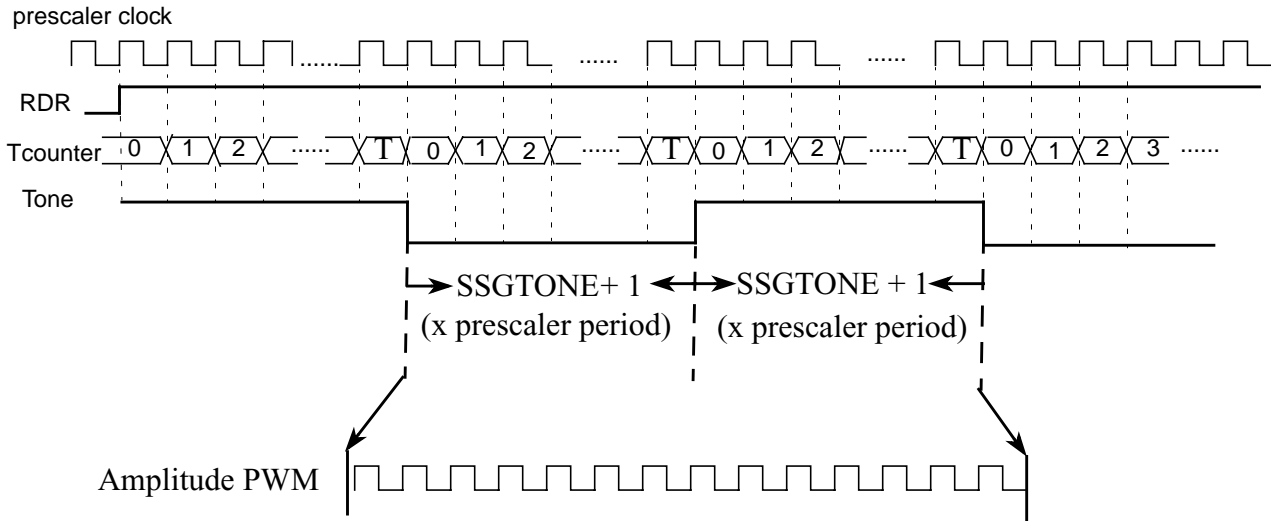 prescaler clock
...... ...... ......
RDR
Tcounter 0 1 2 ...... T 0 1 2 ...... T 0 1 2 ...... T 0 1 2 3 ......
Tone
SSGTONE+ 1 SSGTONE + 1
(x prescaler period) (x prescaler period)
Amplitude PWM